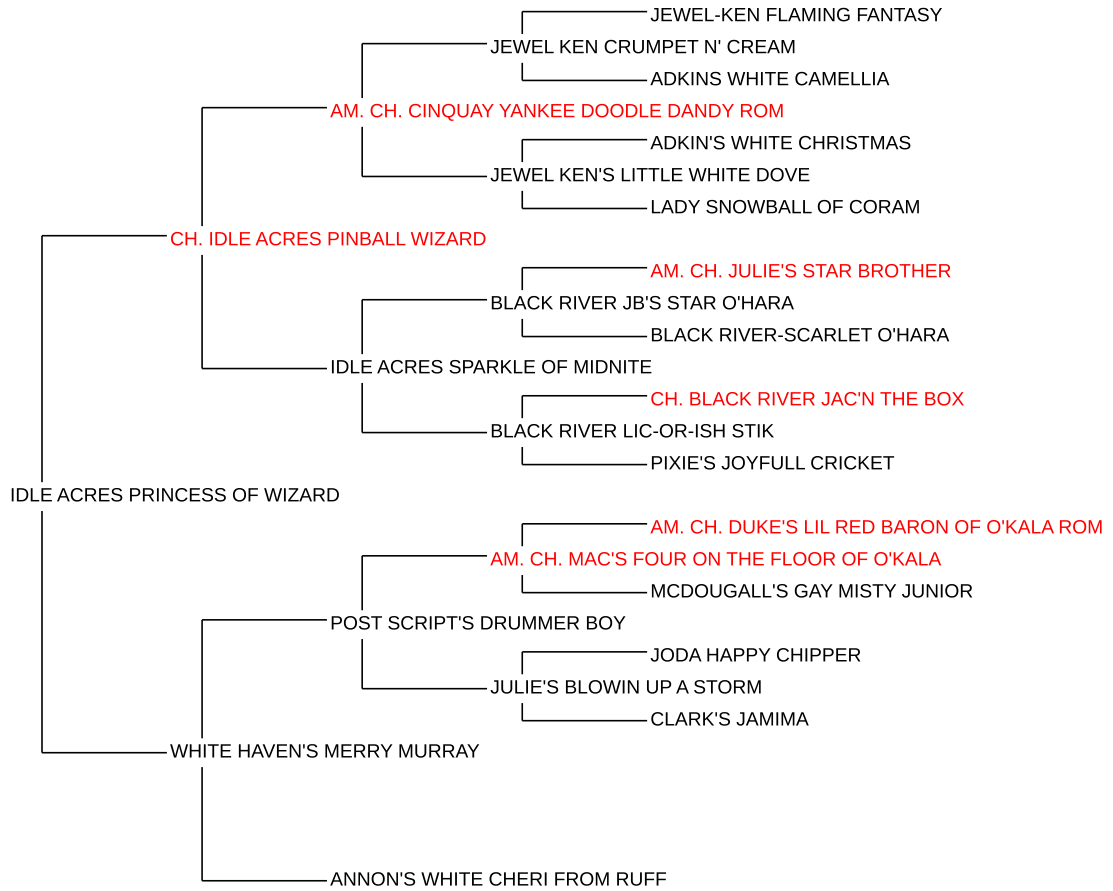 JEWEL-KEN FLAMING FANTASY
JEWEL KEN CRUMPET N' CREAM
ADKINS WHITE CAMELLIA
AM. CH. CINQUAY YANKEE DOODLE DANDY ROM
ADKIN'S WHITE CHRISTMAS
JEWEL KEN'S LITTLE WHITE DOVE
LADY SNOWBALL OF CORAM
CH. IDLE ACRES PINBALL WIZARD
AM. CH. JULIE'S STAR BROTHER
BLACK RIVER JB'S STAR O'HARA
BLACK RIVER-SCARLET O'HARA
IDLE ACRES SPARKLE OF MIDNITE
CH. BLACK RIVER JAC'N THE BOX
BLACK RIVER LIC-OR-ISH STIK
PIXIE'S JOYFULL CRICKET
IDLE ACRES PRINCESS OF WIZARD
AM. CH. DUKE'S LIL RED BARON OF O'KALA ROM
AM. CH. MAC'S FOUR ON THE FLOOR OF O'KALA
MCDOUGALL'S GAY MISTY JUNIOR
POST SCRIPT'S DRUMMER BOY
JODA HAPPY CHIPPER
JULIE'S BLOWIN UP A STORM
CLARK'S JAMIMA
WHITE HAVEN'S MERRY MURRAY
ANNON'S WHITE CHERI FROM RUFF